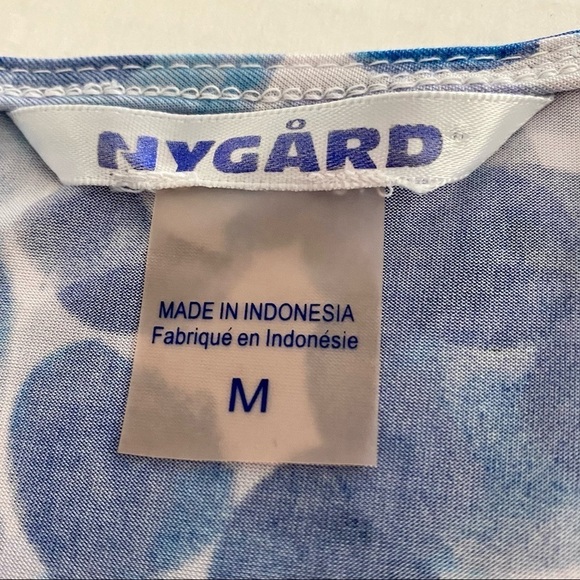 NYGÅRD
MADE IN INDONESIA
Fabriqué en Indonésie
M